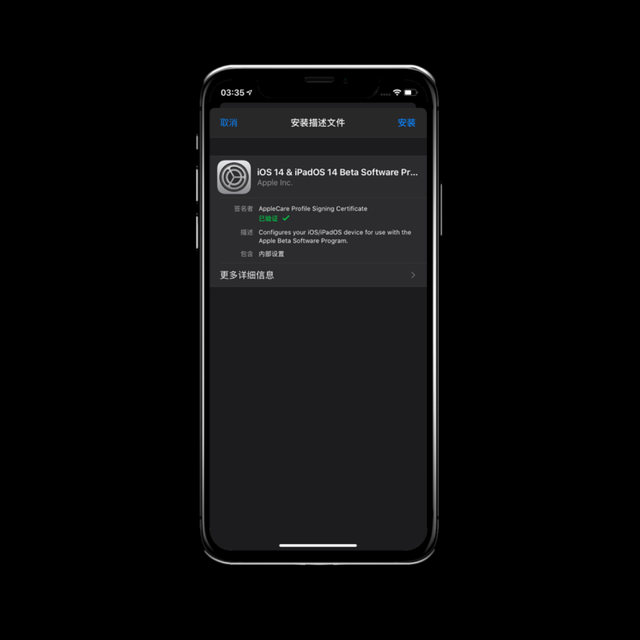 03:35
取消
安装描述文件
安装
iOS 14 & iPadOS 14 Beta Software Pr...
Apple Inc.
签名者 AppleCare Profile Signing Certificate
已验证
描述 Configures your iOS/iPadOS device for use with the
Apple Beta Software Program.
包含 内部设置
更多详细信息